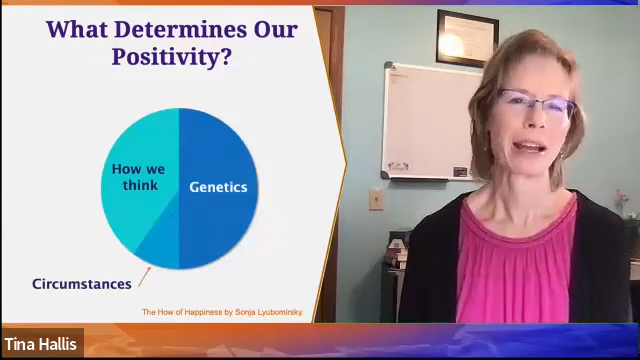 What Determines Our
Positivity?
How we
think
Genetics
Circumstances
The How of Happiness by Sonja Lyubomirsky
Tina Hallis